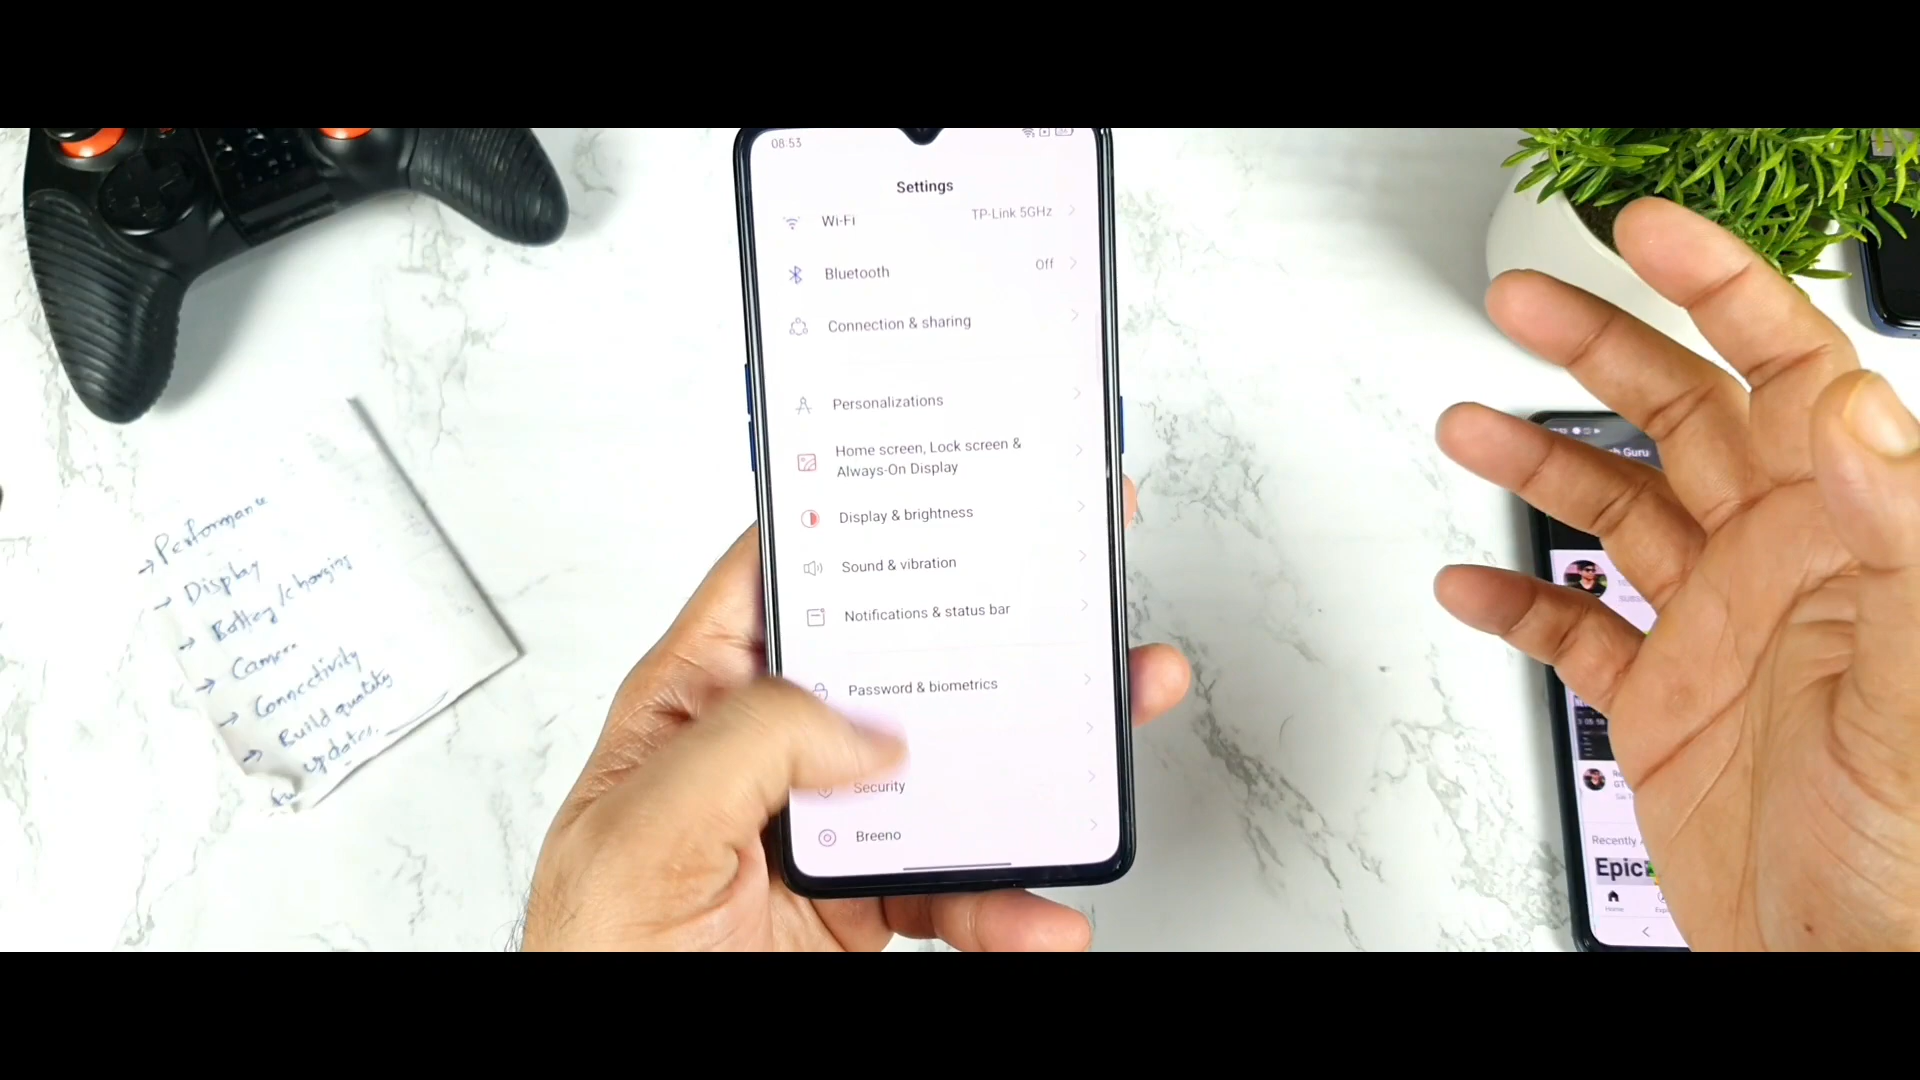 08:53
Settings
Wi-Fi TP-Link 5GHz
Bluetooth Off
Connection & sharing
Personalizations
Home screen, Lock screen &
Always-On Display
Display & brightness
Sound & vibration
Notifications & status bar
Password & biometrics
Security
Breeno
→ Performance
→ Display
→ Battery/charging
→ Camera
→ Connectivity
→ Build quality
updates.
Guru
Recently
Epic
Home